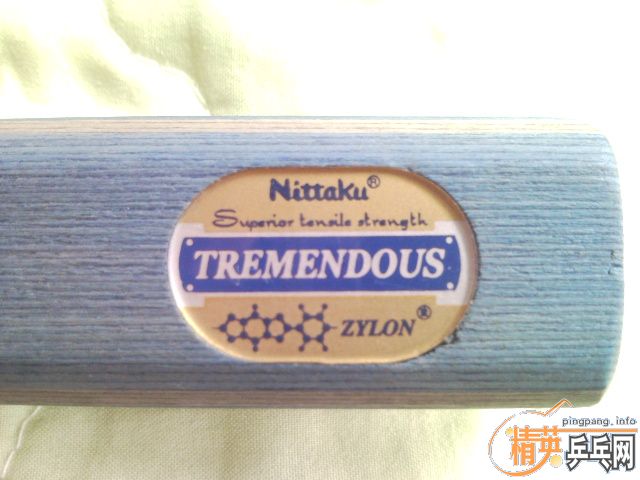 Nittaku®
Superior tensile strength
TREMENDOUS
ZYLON®
pingpang.info
精英乒乓网